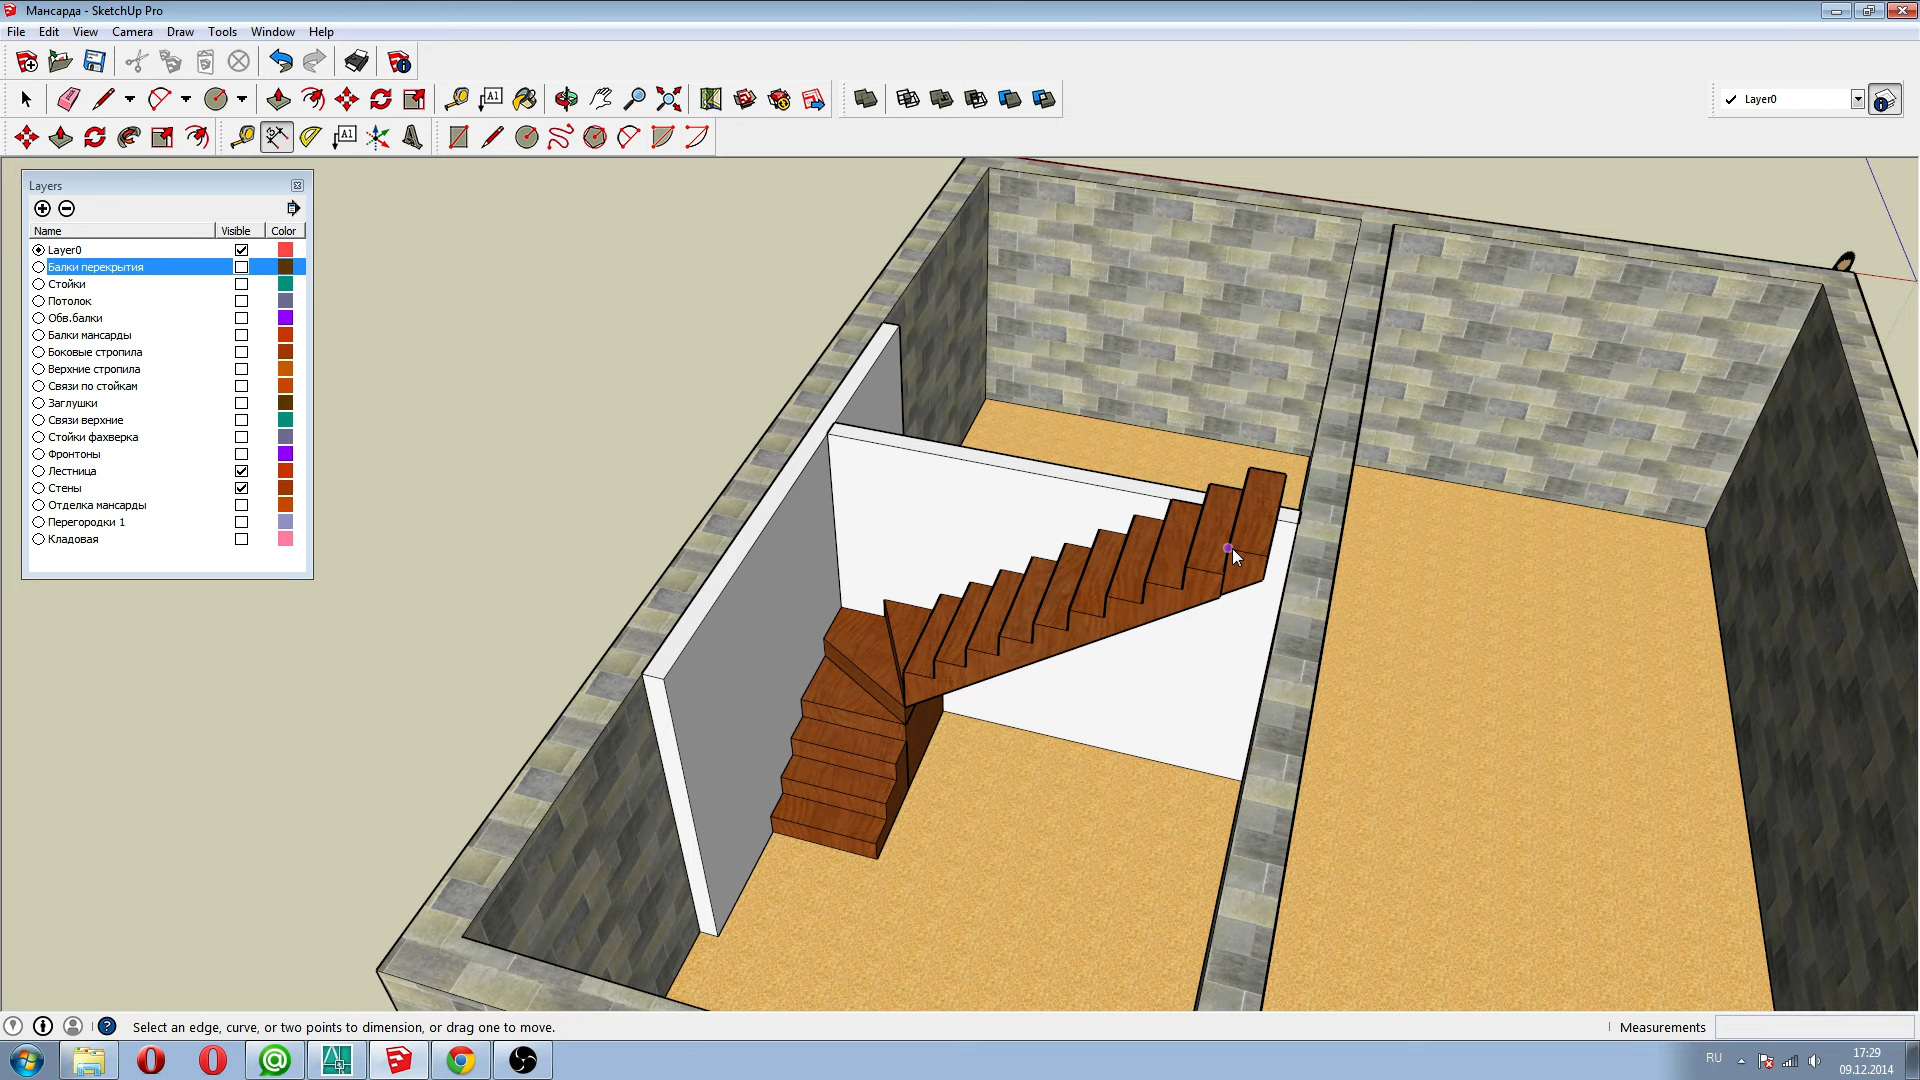 Мансарда - SketchUp Pro
File Edit View Camera Draw Tools Window Help
A1
Layer0
A1
Layers
Name Visible Color
Layer0
Балки перекрытия
Стойки
Потолок
Обв.балки
Балки мансарды
Боковые стропила
Верхние стропила
Связи по стойкам
Заглушки
Связи верхние
Стойки фахверка
Фронтоны
Лестница
Стены
Отделка мансарды
Перегородки 1
Кладовая
Select an edge, curve, or two points to dimension, or drag one to move.
Measurements
RU
17:29
09.12.2014